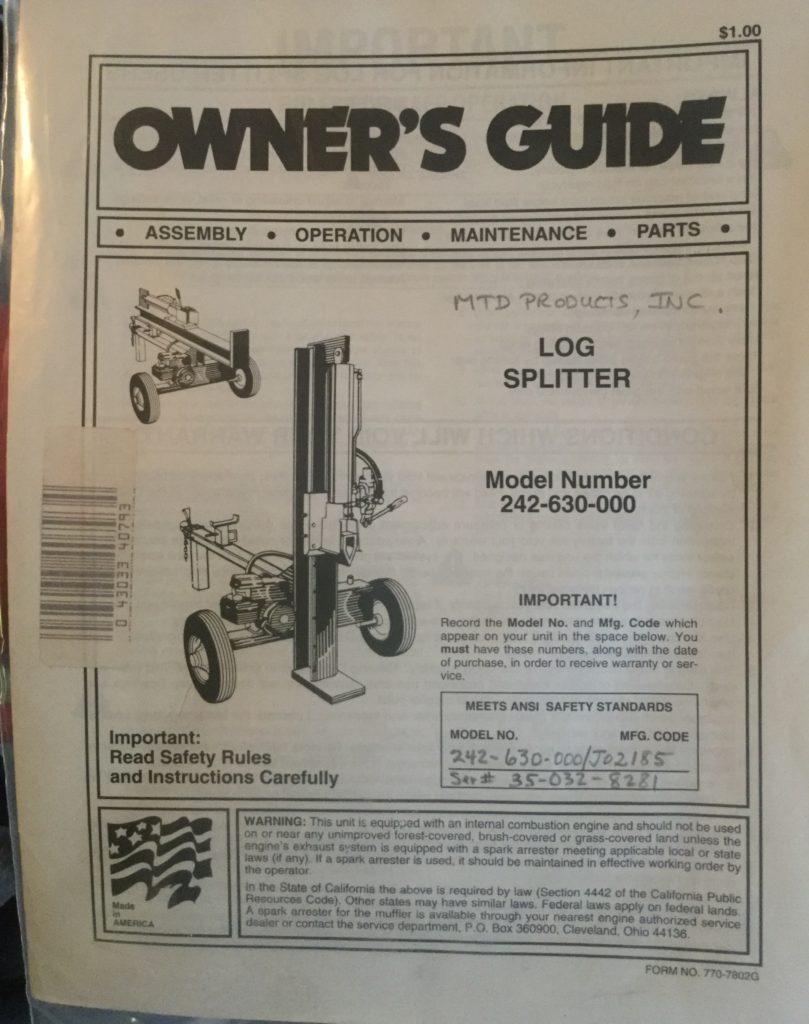 $1.00
OWNER'S GUIDE
• ASSEMBLY • OPERATION • MAINTENANCE • PARTS •
MTD PRODUCTS, INC.
LOG
SPLITTER
Model Number
242-630-000
0 43033 40793
IMPORTANT!
Record the Model No. and Mfg. Code which
appear on your unit in the space below. You
must have these numbers, along with the date
of purchase, in order to receive warranty or ser-
vice.
MEETS ANSI SAFETY STANDARDS
MODEL NO. MFG. CODE
242-630-000/J02185
Ser# 35-032-8281
Important:
Read Safety Rules
and Instructions Carefully
Made
in
AMERICA
WARNING: This unit is equipped with an internal combustion engine and should not be used
on or near any unimproved forest-covered, brush-covered or grass-covered land unless the
engine's exhaust system is equipped with a spark arrester meeting applicable local or state
laws (if any). If a spark arrester is used, it should be maintained in effective working order by
the operator.
In the State of California the above is required by law (Section 4442 of the California Public
Resources Code). Other states may have similar laws. Federal laws apply on federal lands.
A spark arrester for the muffler is available through your nearest engine authorized service
dealer or contact the service department, P.O. Box 360900, Cleveland, Ohio 44136.
FORM NO. 770-7802G